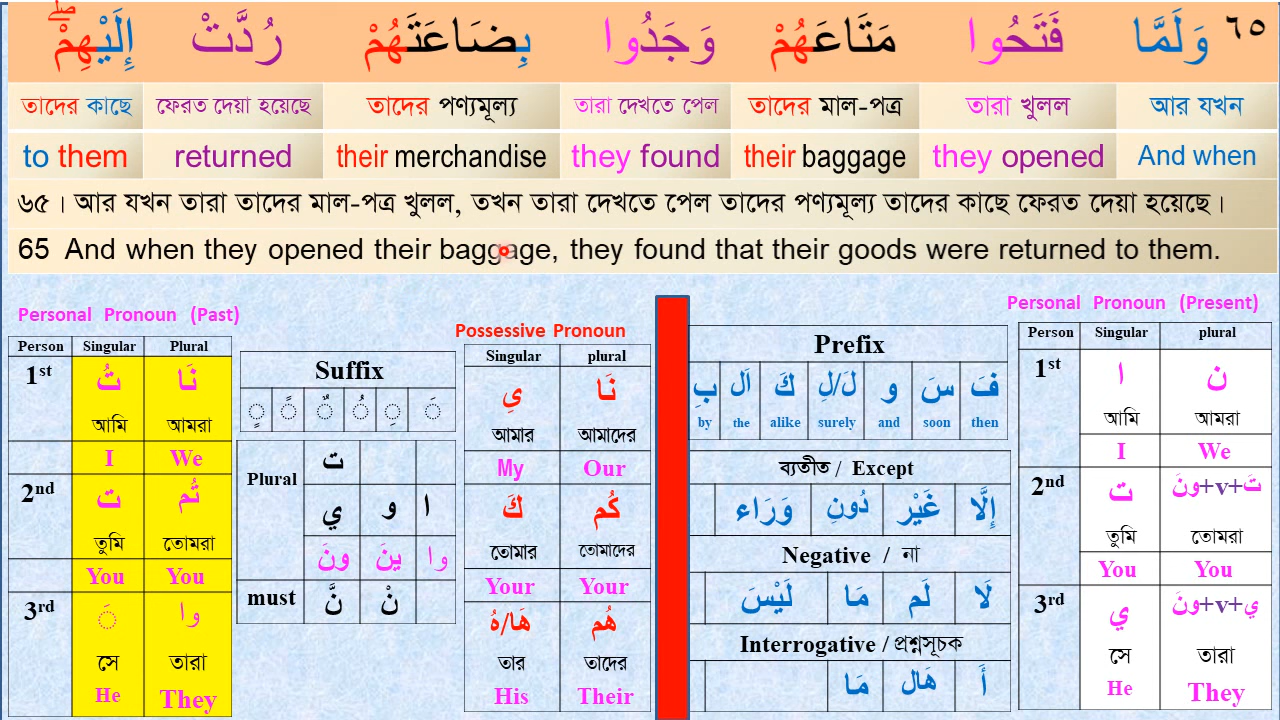 ٦٥ وَلَمَّا فَتَحُوا مَتَاعَهُمْ وَجَدُوا بِضَاعَتَهُمْ رُدَّتْ إِلَيْهِمْ ۖ
তাদের কাছে ফেরত দেয়া হয়েছে তাদের পণ্যমূল্য তারা দেখতে পেল তাদের মাল-পত্র তারা খুলল আর যখন
to them returned their merchandise they found their baggage they opened And when
৬৫। আর যখন তারা তাদের মাল-পত্র খুলল, তখন তারা দেখতে পেল তাদের পণ্যমূল্য তাদের কাছে ফেরত দেয়া হয়েছে।
65 And when they opened their baggage, they found that their goods were returned to them.
Personal Pronoun (Past)
Person Singular Plural
1st تُ نَا
আমি আমরা
I We
2nd ت تُم
তুমি তোমরা
You You
3rd َ وا
সে তারা
He They
Suffix
ٍ ً ٌ ُ ِ َ
Plural ت
ي و ا
ونَ ينَ وا
must نَّ نْ
Possessive Pronoun
Singular plural
يِ نَا
আমার আমাদের
My Our
كَ كُم
তোমার তোমাদের
Your Your
هَا/هُ هُم
তার তাদের
His Their
Prefix
بِ اَل كَ لَ/لِ و سَ فَ
by the alike surely and soon then
ব্যতীত / Except
وَرَاء دُونِ غَيْر إِلَّا
Negative / না
لَيْسَ مَا لَم لَا
Interrogative / প্রশ্নসূচক
مَا هَال أَ
Personal Pronoun (Present)
Person Singular plural
1st ا ن
আমি আমরা
I We
2nd ت تَ+v+ونَ
তুমি তোমরা
You You
3rd ي ي+v+ونَ
সে তারা
He They